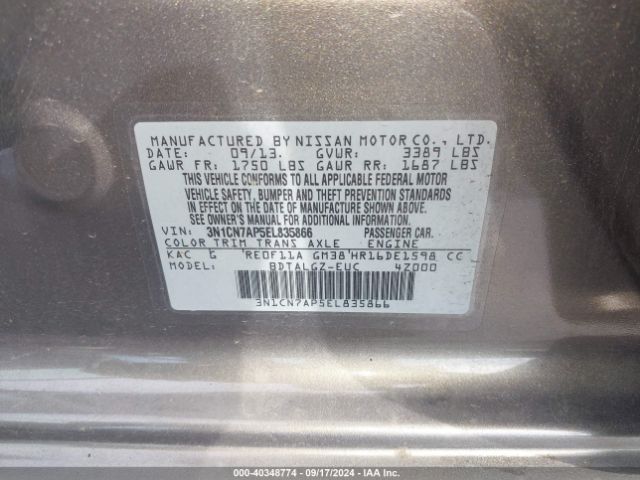 MANUFACTURED BY NISSAN MOTOR CO., LTD.
DATE: 09/13. GVWR: 3389 LBS
GAWR FR: 1750 LBS GAWR RR: 1687 LBS
THIS VEHICLE CONFORMS TO ALL APPLICABLE FEDERAL MOTOR
VEHICLE SAFETY, BUMPER AND THEFT PREVENTION STANDARDS
IN EFFECT ON THE DATE OF MANUFACTURE SHOWN ABOVE.
SEE OWNER'S MANUAL FOR ADDITIONAL INFORMATION.
VIN: 3N1CN7AP5EL835866 PASSENGER CAR.
COLOR TRIM TRANS AXLE ENGINE
KAC G RE0F11A GM38 HR16DE1598 CC
BDTALGZ-EUC 4Z000
3N1CN7AP5EL835866
000-40348774 - 09/17/2024 - IAA Inc.